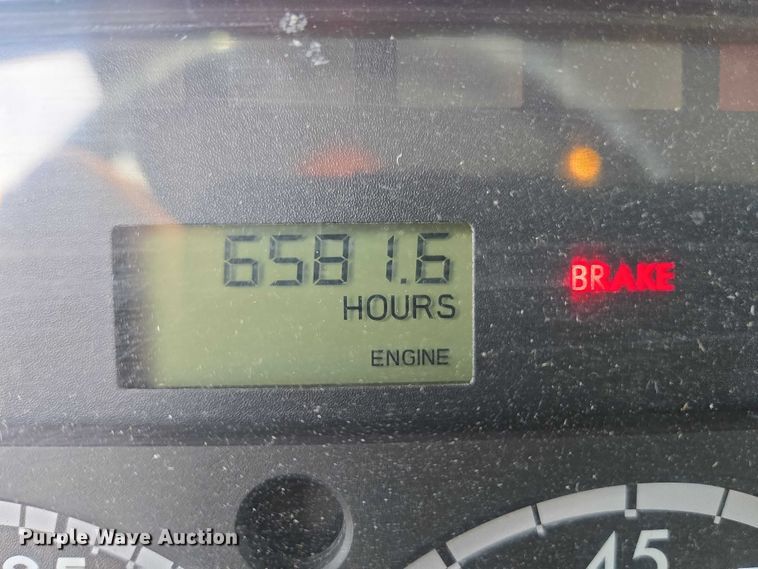 6581.6
HOURS
BRAKE
ENGINE
45
Purple Wave Auction